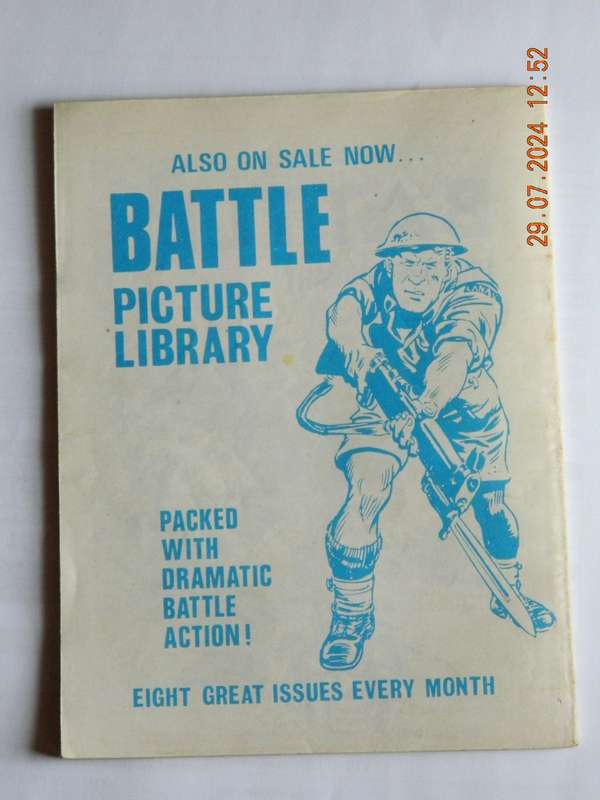 ALSO ON SALE NOW...
BATTLE
PICTURE
LIBRARY
PACKED
WITH
DRAMATIC
BATTLE
ACTION!
EIGHT GREAT ISSUES EVERY MONTH
29.07.2024 12:52